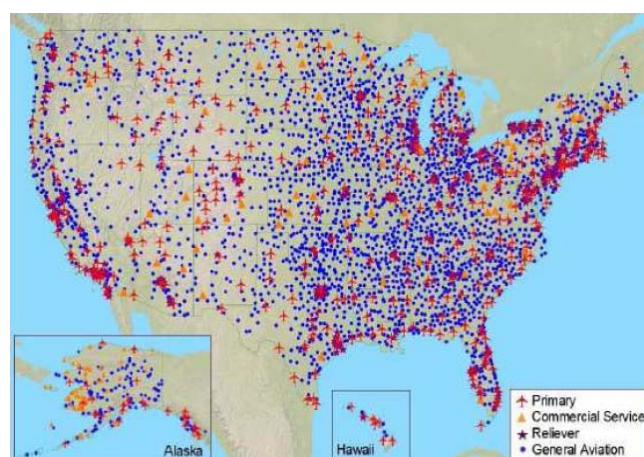 Primary
Commercial Service
Reliever
General Aviation
Alaska
Hawaii